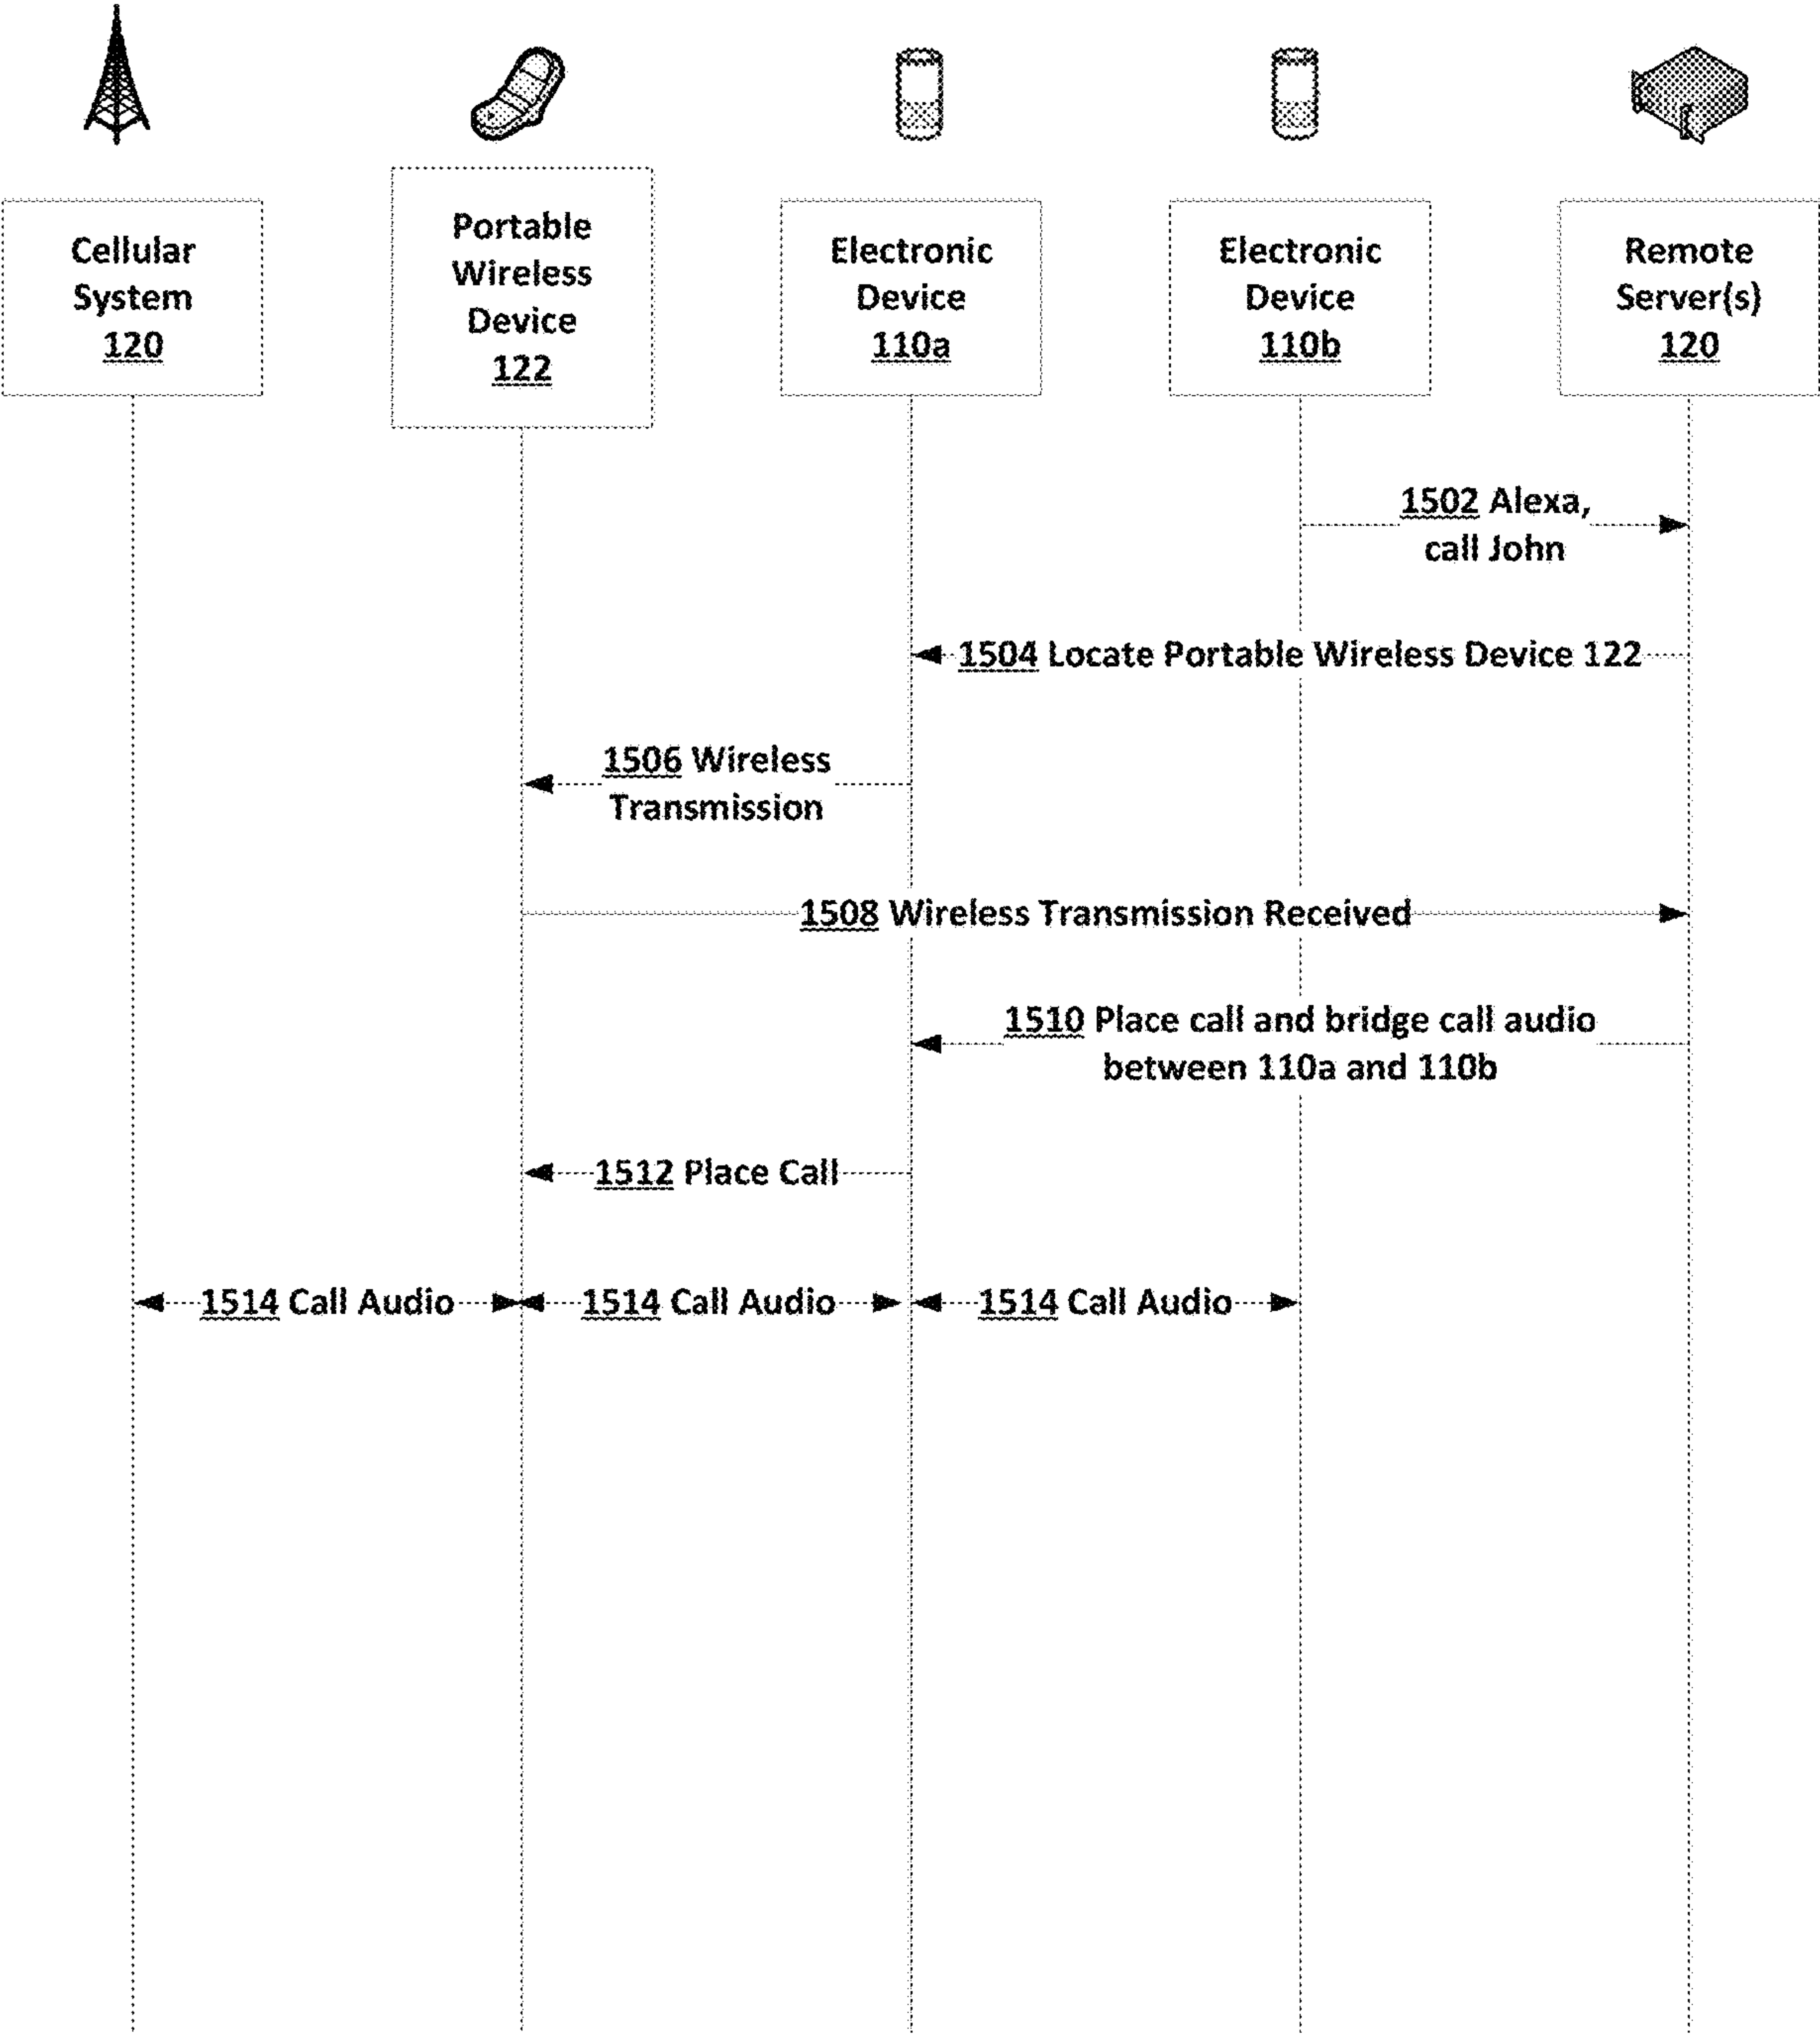 Cellular
System
120
Portable
Wireless
Device
122
Electronic
Device
110a
Electronic
Device
110b
Remote
Server(s)
120
1502 Alexa,
call John
1504 Locate Portable Wireless Device 122
1506 Wireless
Transmission
1508 Wireless Transmission Received
1510 Place call and bridge call audio
between 110a and 110b
1512 Place Call
1514 Call Audio
1514 Call Audio
1514 Call Audio